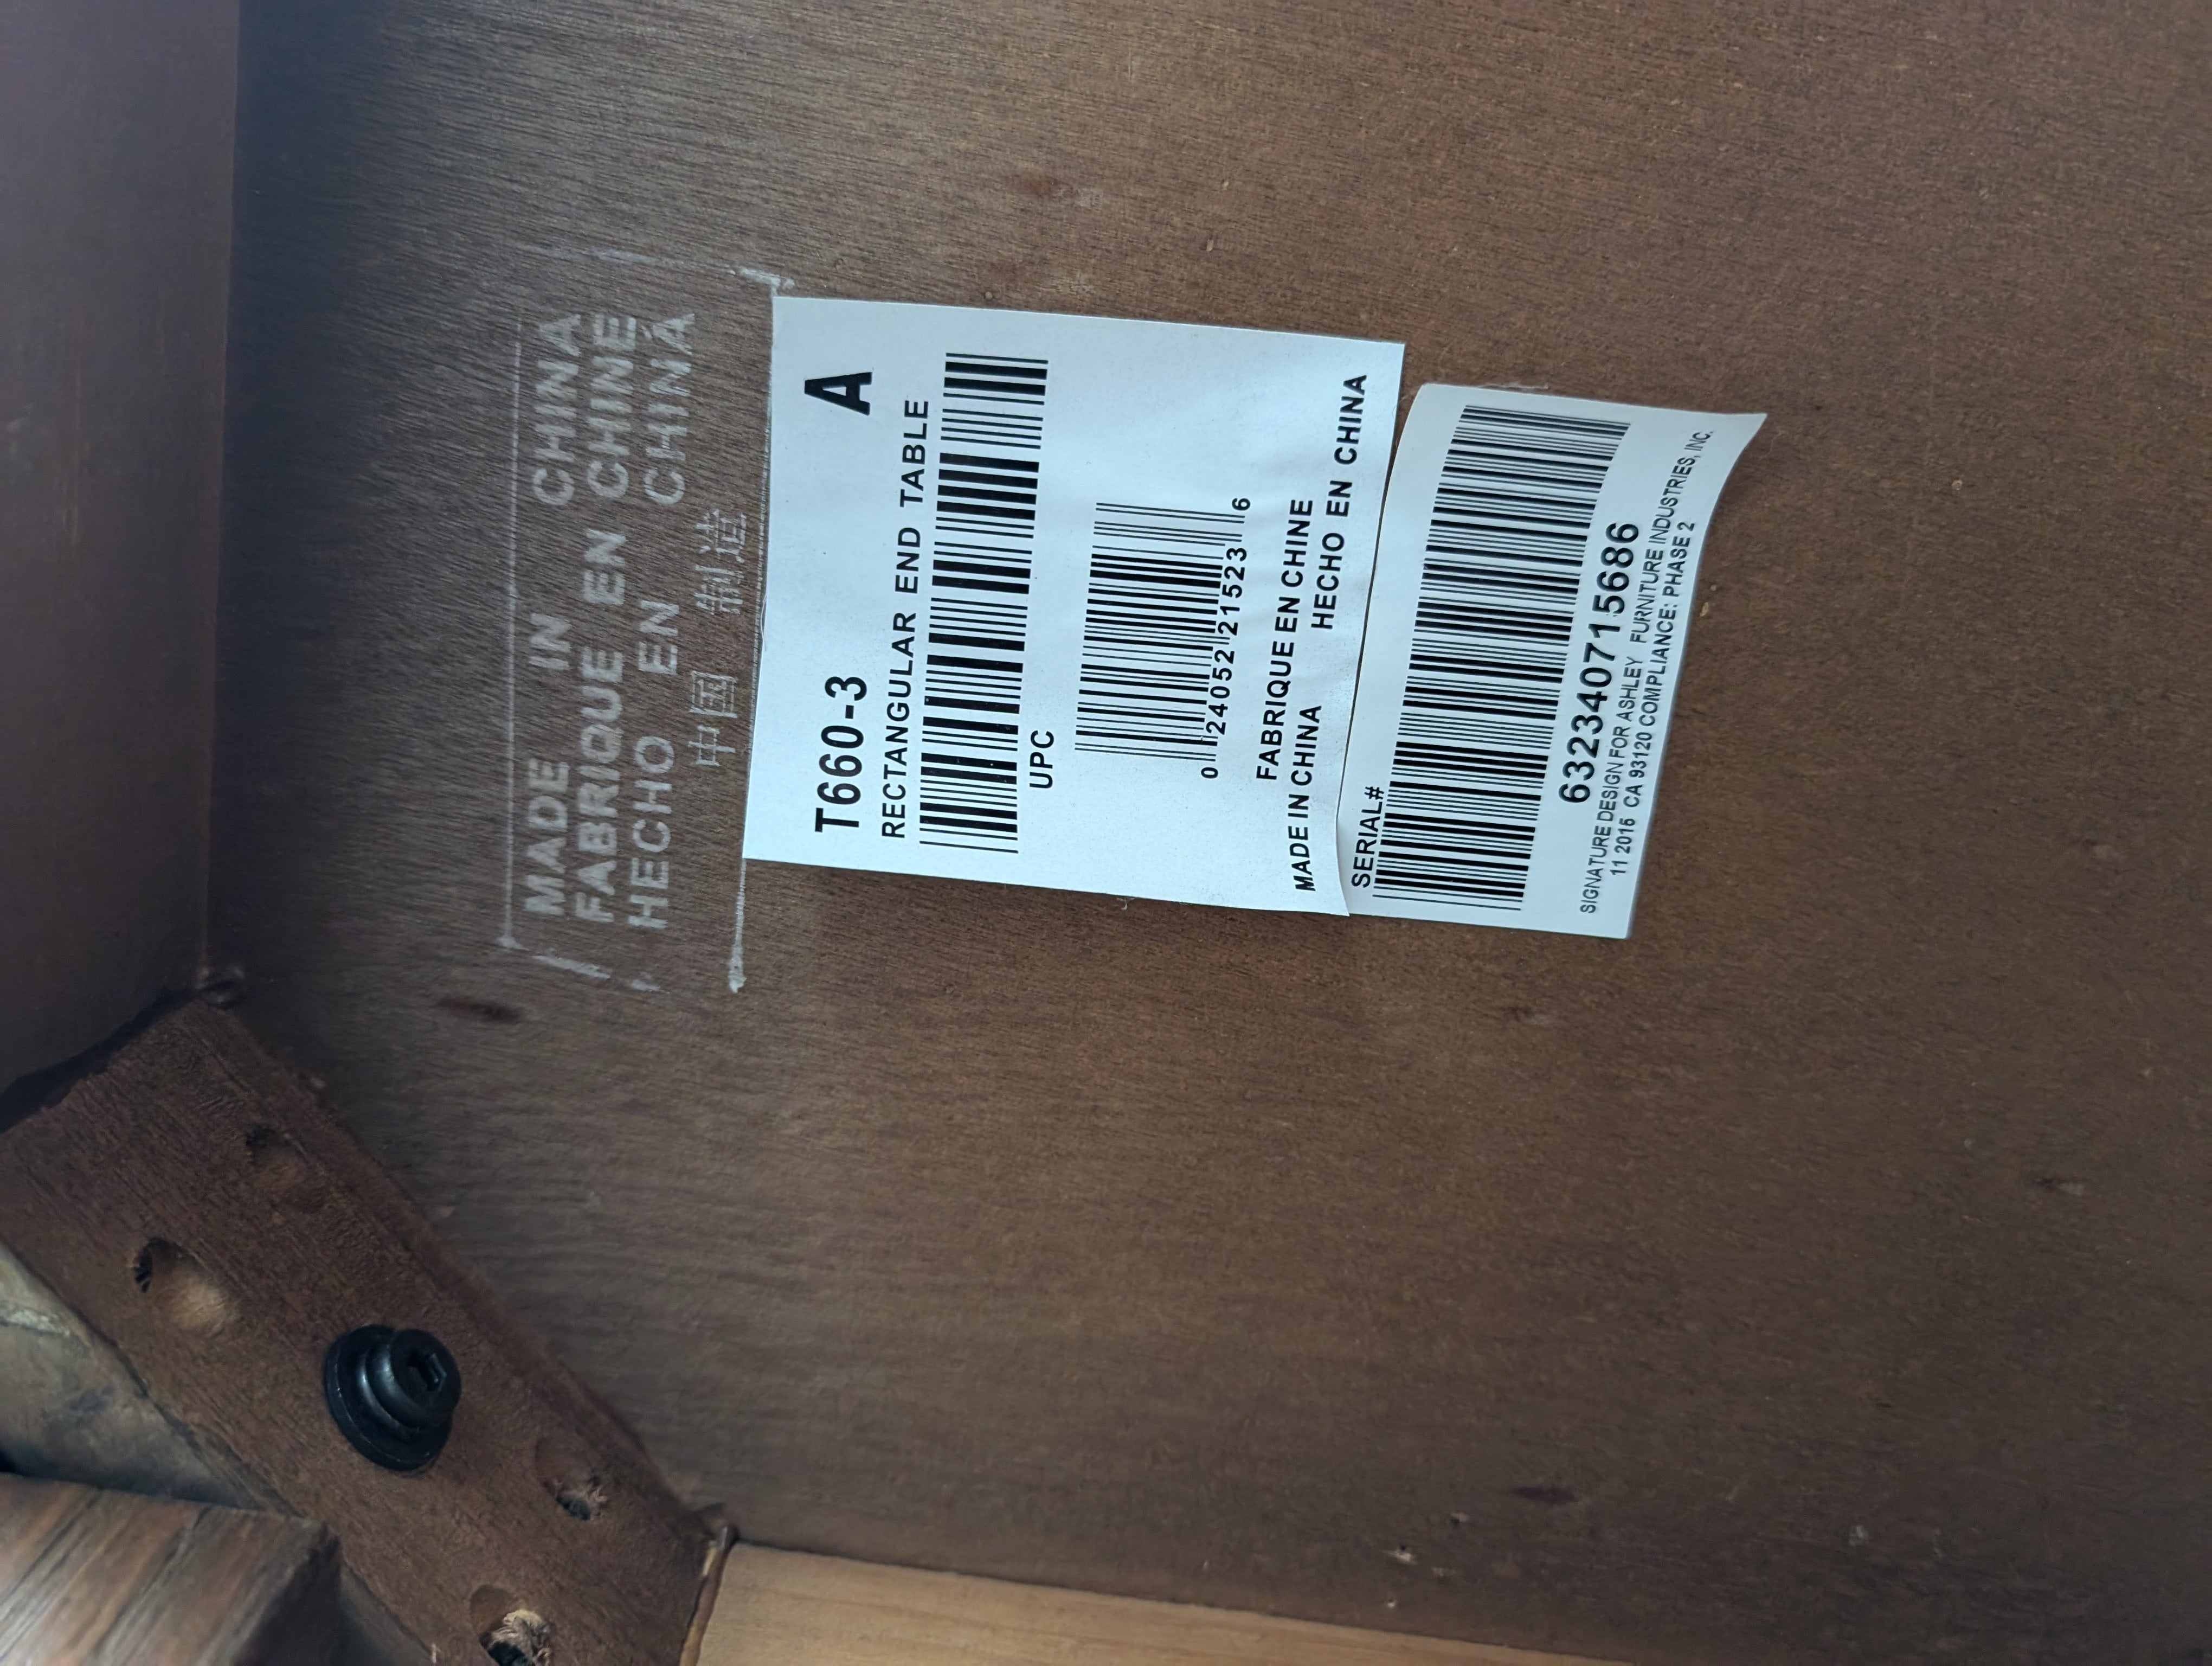 MADE IN CHINA
FABRIQUE EN CHINE
HECHO EN CHINA
中国 制造
T660-3 A
RECTANGULAR END TABLE
UPC
0 24052 21523 6
FABRIQUE EN CHINE
MADE IN CHINA HECHO EN CHINA
SERIAL#
632340715686
SIGNATURE DESIGN FOR ASHLEY FURNITURE INDUSTRIES, INC.
11 2015 CA 93120 COMPLIANCE: PHASE 2